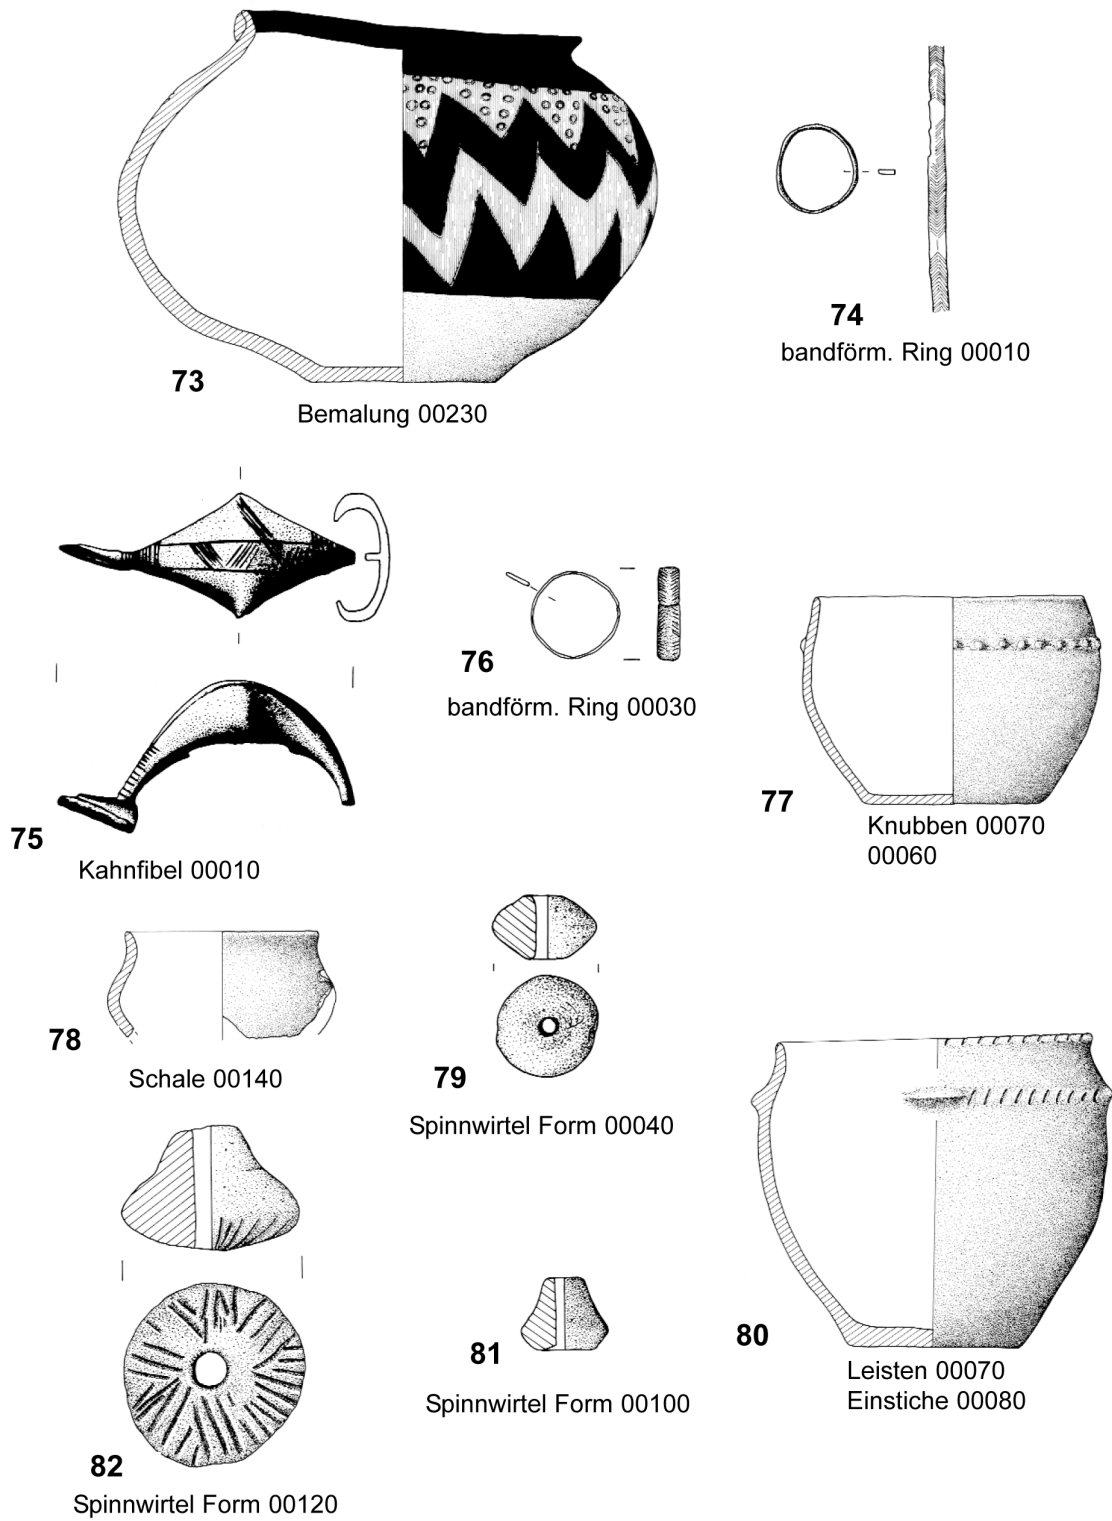 73
Bemalung 00230
74
bandförm. Ring 00010
75
Kahnfibel 00010
76
bandförm. Ring 00030
77
Knubben 00070
00060
78
Schale 00140
79
Spinnwirtel Form 00040
80
Leisten 00070
Einstiche 00080
81
Spinnwirtel Form 00100
82
Spinnwirtel Form 00120